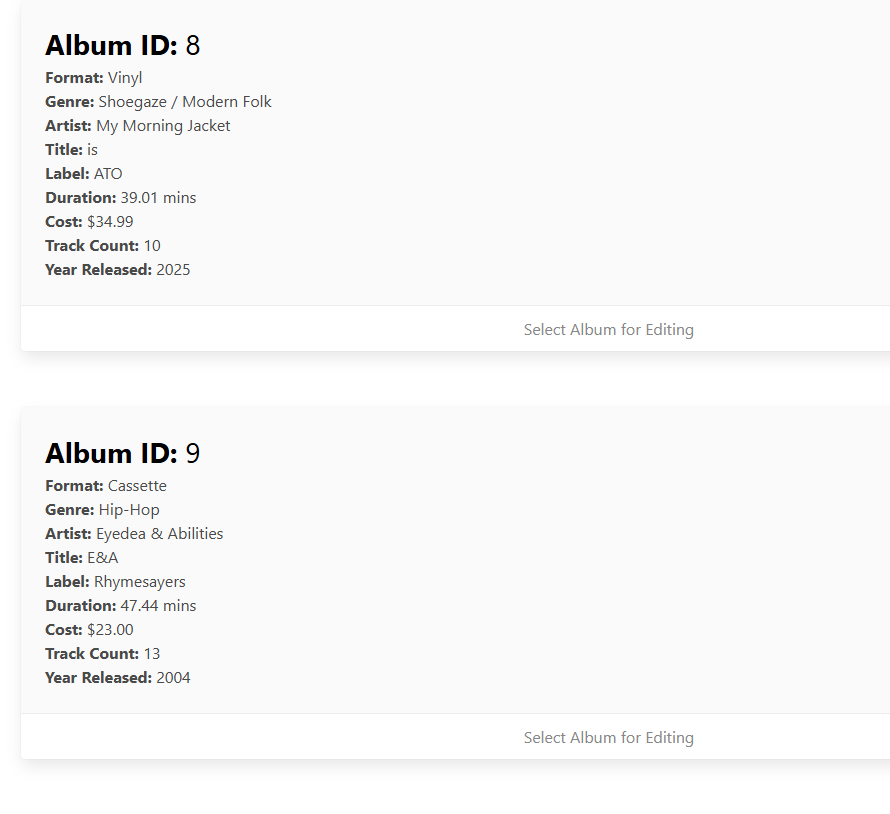 Album ID: 8
Format: Vinyl
Genre: Shoegaze / Modern Folk
Artist: My Morning Jacket
Title: is
Label: ATO
Duration: 39.01 mins
Cost: $34.99
Track Count: 10
Year Released: 2025
Select Album for Editing
Album ID: 9
Format: Cassette
Genre: Hip-Hop
Artist: Eyedea & Abilities
Title: E&A
Label: Rhymesayers
Duration: 47.44 mins
Cost: $23.00
Track Count: 13
Year Released: 2004
Select Album for Editing